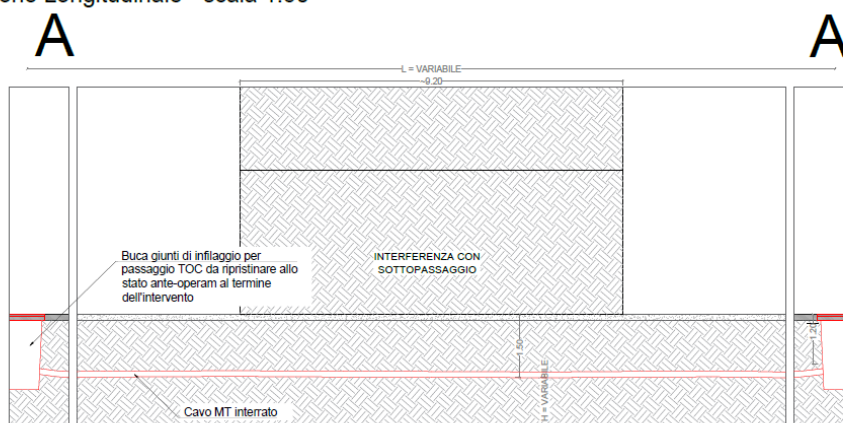 A
A
L = VARIABILE
~9.20
Buca giunti di infilaggio per
passaggio TOC da ripristinare allo
stato ante-operam al termine
dell'intervento
INTERFERENZA CON
SOTTOPASSAGGIO
1.50
1.20
H = VARIABILE
Cavo MT interrato